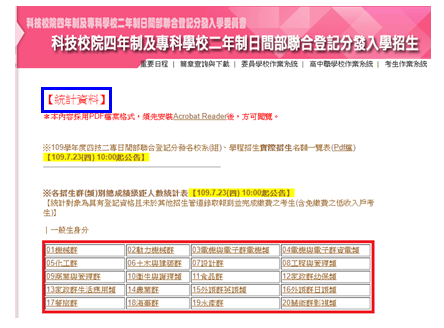 科技校院四年制及專科學校二年制日間部聯合登記分發入學委員會
科技校院四年制及專科學校二年制日間部聯合登記分發入學招生
重要日程 | 簡章查詢與下載 | 委員學校作業系統 | 高中職學校作業系統 | 考生作業系統
【統計資料】
＊本內容採用PDF檔案格式，須先安裝Acrobat Reader後，方可閱覽。
※109學年度四技二專日間部聯合登記分發各校系(組)、學程招生實際招生名額一覽表(Pdf檔)
【109.7.23(四) 10:00起公告】
※各招生群(類)別總成績級距人數統計表【109.7.23(四) 10:00起公告】
【統計對象為具有登記資格且未於其他招生管道錄取報到並完成繳費之考生(含免繳費之低收入戶考生)】
| 一般生身分
01機械群 02動力機械群 03電機與電子群電機類 04電機與電子群資電類
05化工群 06土木與建築群 07設計群 08工程與管理類
09商業與管理群 10衛生與護理類 11食品群 12家政群幼保類
13家政群生活應用類 14農業群 15外語群英語類 16外語群日語類
17餐旅群 18海事群 19水產群 20藝術群影視類